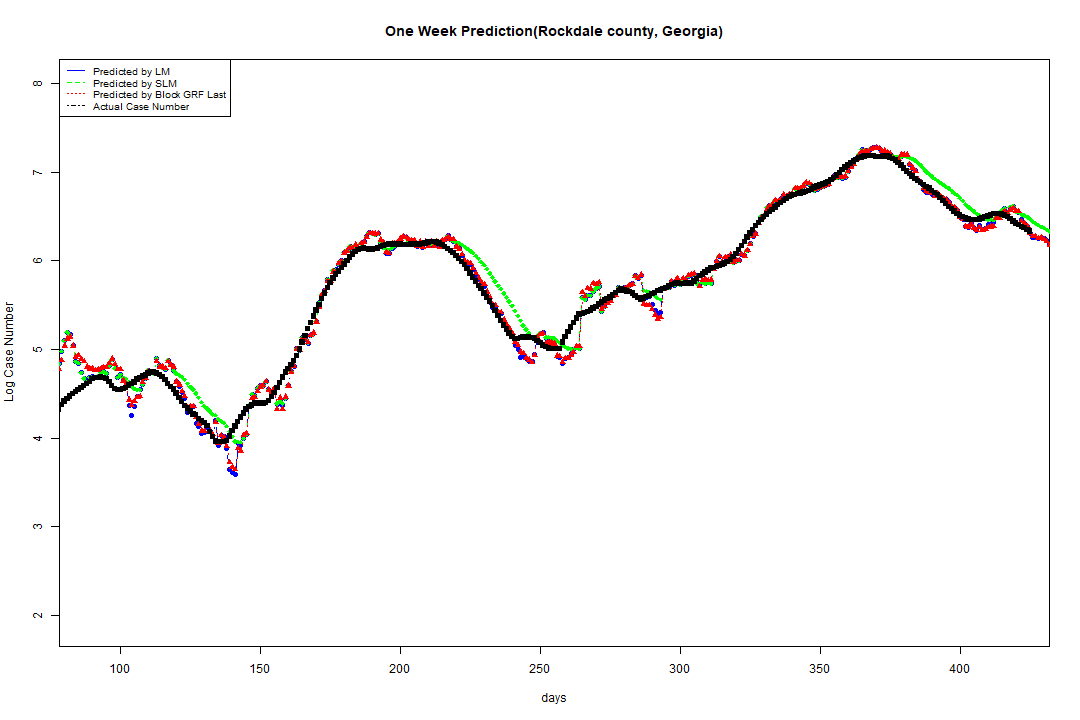 One Week Prediction(Rockdale county, Georgia)
Predicted by LM
Predicted by SLM
Predicted by Block GRF Last
Actual Case Number
8
7
6
5
4
3
2
Log Case Number
100 150 200 250 300 350 400
days